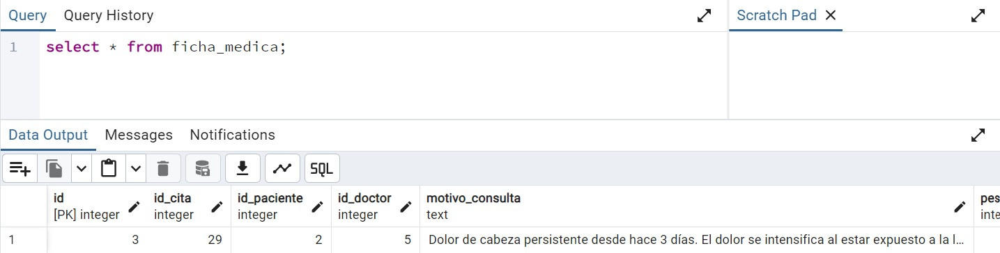 Query Query History Scratch Pad
1 select * from ficha_medica;
Data Output Messages Notifications
SQL
id id_cita id_paciente id_doctor motivo_consulta pes
[PK] integer integer integer integer text inte
1 3 29 2 5 Dolor de cabeza persistente desde hace 3 días. El dolor se intensifica al estar expuesto a la l...